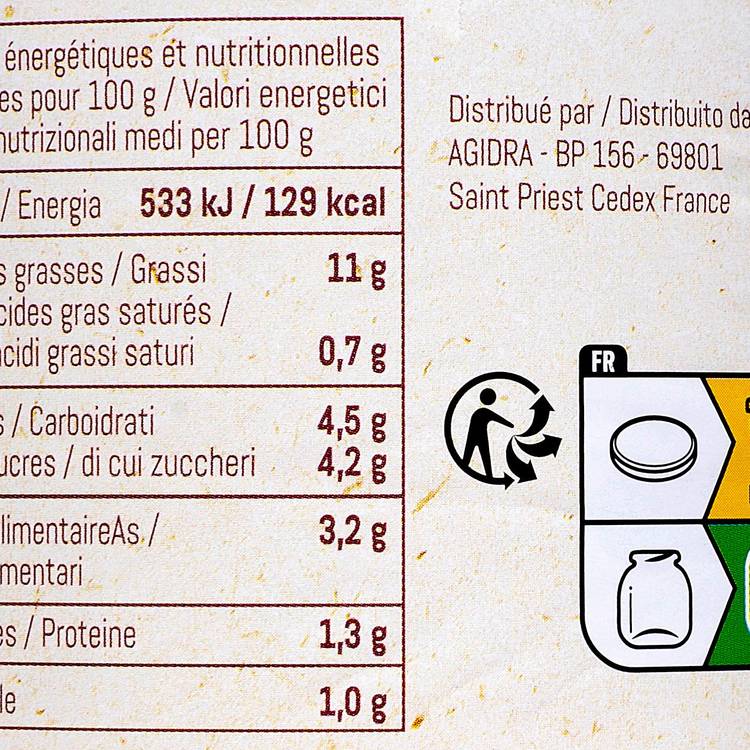 énergétiques et nutritionnelles
es pour 100 g / Valori energetici
nutrizionali medi per 100 g
/ Energia 533 kJ / 129 kcal
s grasses / Grassi 11 g
cides gras saturés /
acidi grassi saturi 0,7 g
s / Carboidrati 4,5 g
ucres / di cui zuccheri 4,2 g
limentaireAs / 3,2 g
mentari
es / Proteine 1,3 g
le 1,0 g
Distribué par / Distribuito da
AGIDRA - BP 156 - 69801
Saint Priest Cedex France
FR